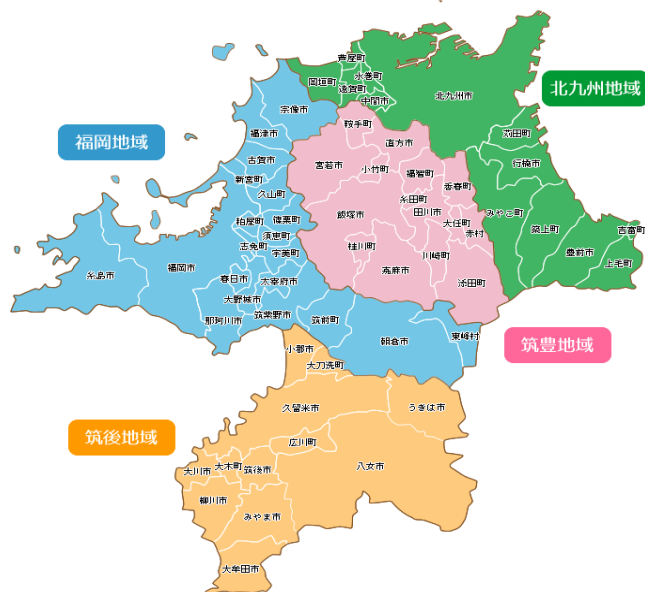 芦屋町
水巻町
岡垣町
遠賀町
中間市
北九州市
北九州地域
宗像市
福津市
鞍手町
直方市
苅田町
福岡地域
古賀市
宮若市
小竹町
福智町
行橋市
新宮町
久山町
香春町
糸田町
飯塚市
田川市
みやこ町
粕屋町
篠栗町
大任町
赤村
築上町
吉富町
須恵町
志免町
宇美町
桂川町
川崎町
豊前市
上毛町
糸島市
福岡市
嘉麻市
春日市
太宰府市
添田町
大野城市
那珂川市
筑紫野市
筑前町
朝倉市
東峰村
筑豊地域
小郡市
大刀洗町
久留米市
うきは市
筑後地域
広川町
大川市
大木町
筑後市
八女市
柳川市
みやま市
大牟田市